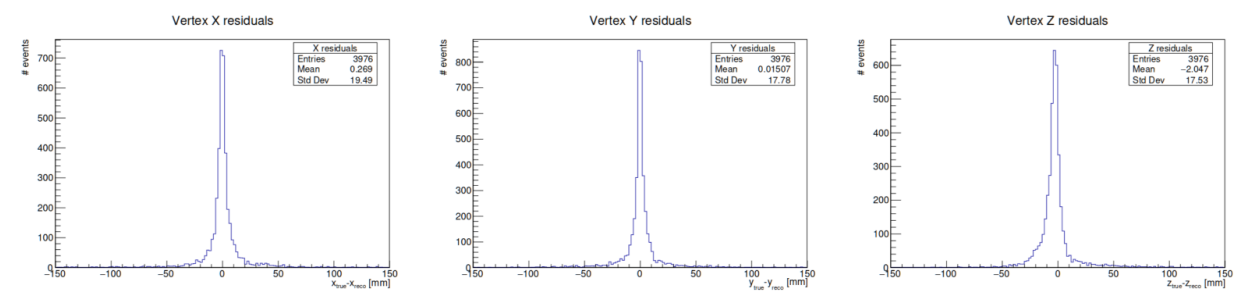 Vertex X residuals
# events
X residuals
Entries 3976
Mean 0.269
Std Dev 19.49
700
600
500
400
300
200
100
0
−150 −100 −50 0 50 100 150
x_true-x_reco [mm]
Vertex Y residuals
# events
Y residuals
Entries 3976
Mean 0.01507
Std Dev 17.78
800
700
600
500
400
300
200
100
0
−150 −100 −50 0 50 100 150
y_true-y_reco [mm]
Vertex Z residuals
# events
Z residuals
Entries 3976
Mean −2.047
Std Dev 17.53
600
500
400
300
200
100
0
−150 −100 −50 0 50 100 150
z_true-z_reco [mm]